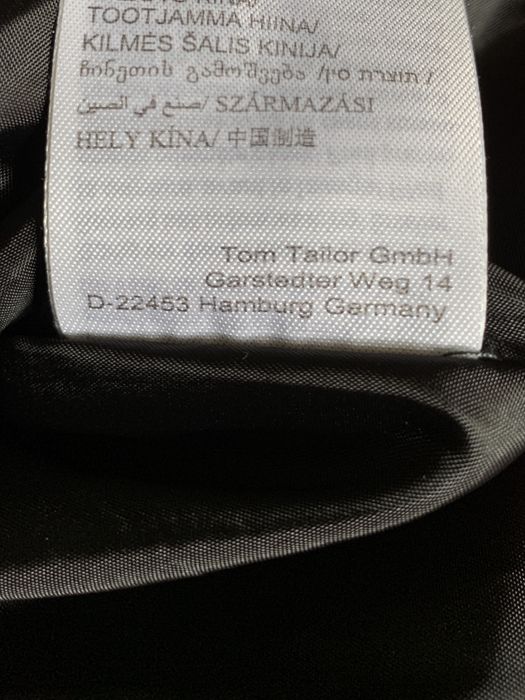 TOOTJAMMA HIINA/
KILMĖS ŠALIS KINIJA/
ჩინეთის გამოშვება /תוצרת סין /
صنع في الصين/ SZÁRMAZÁSI
HELY KÍNA/ 中国制造
Tom Tailor GmbH
Garstedter Weg 14
D-22453 Hamburg Germany